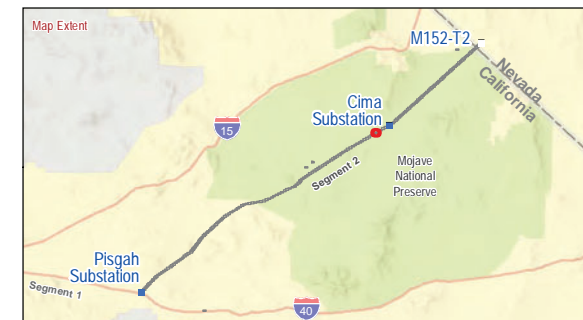 Map Extent
M152-T2
Nevada
California
Cima
Substation
15
Segment 2
Mojave
National
Preserve
Pisgah
Substation
Segment 1
40